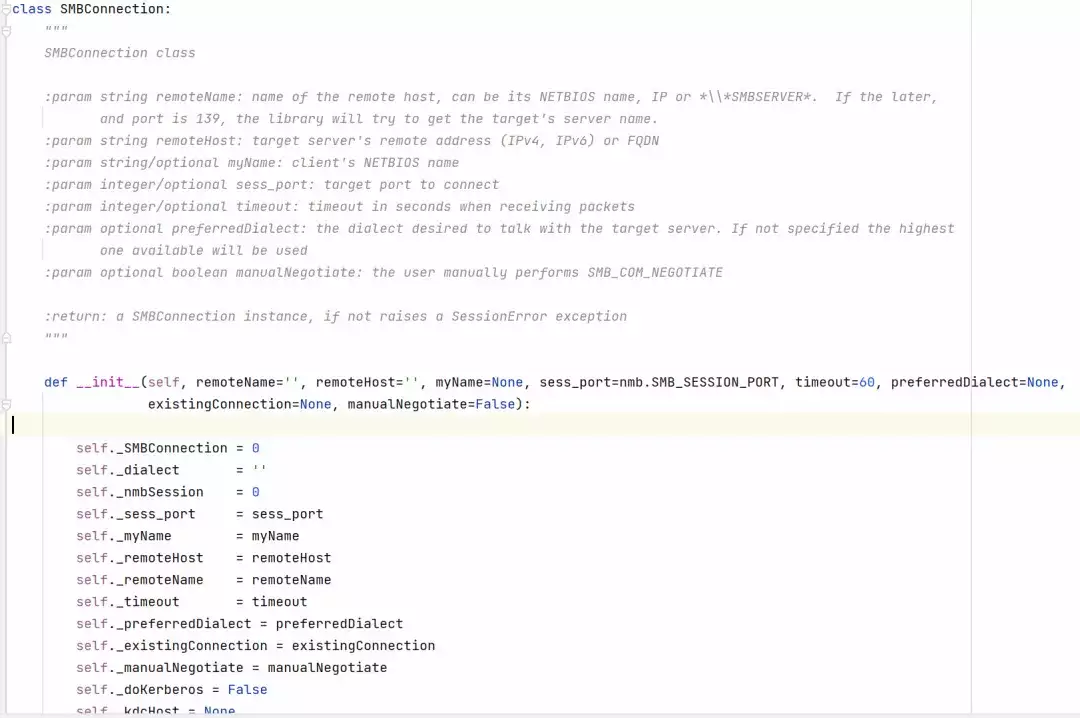 class SMBConnection:
    """
    SMBConnection class

    :param string remoteName: name of the remote host, can be its NETBIOS name, IP or *\\*SMBSERVER*.  If the later,
           and port is 139, the library will try to get the target's server name.
    :param string remoteHost: target server's remote address (IPv4, IPv6) or FQDN
    :param string/optional myName: client's NETBIOS name
    :param integer/optional sess_port: target port to connect
    :param integer/optional timeout: timeout in seconds when receiving packets
    :param optional preferredDialect: the dialect desired to talk with the target server. If not specified the highest
           one available will be used
    :param optional boolean manualNegotiate: the user manually performs SMB_COM_NEGOTIATE

    :return: a SMBConnection instance, if not raises a SessionError exception
    """

    def __init__(self, remoteName='', remoteHost='', myName=None, sess_port=nmb.SMB_SESSION_PORT, timeout=60, preferredDialect=None,
                 existingConnection=None, manualNegotiate=False):

        self._SMBConnection = 0
        self._dialect       = ''
        self._nmbSession    = 0
        self._sess_port     = sess_port
        self._myName        = myName
        self._remoteHost    = remoteHost
        self._remoteName    = remoteName
        self._timeout       = timeout
        self._preferredDialect = preferredDialect
        self._existingConnection = existingConnection
        self._manualNegotiate = manualNegotiate
        self._doKerberos = False
        self._kdcHost = None